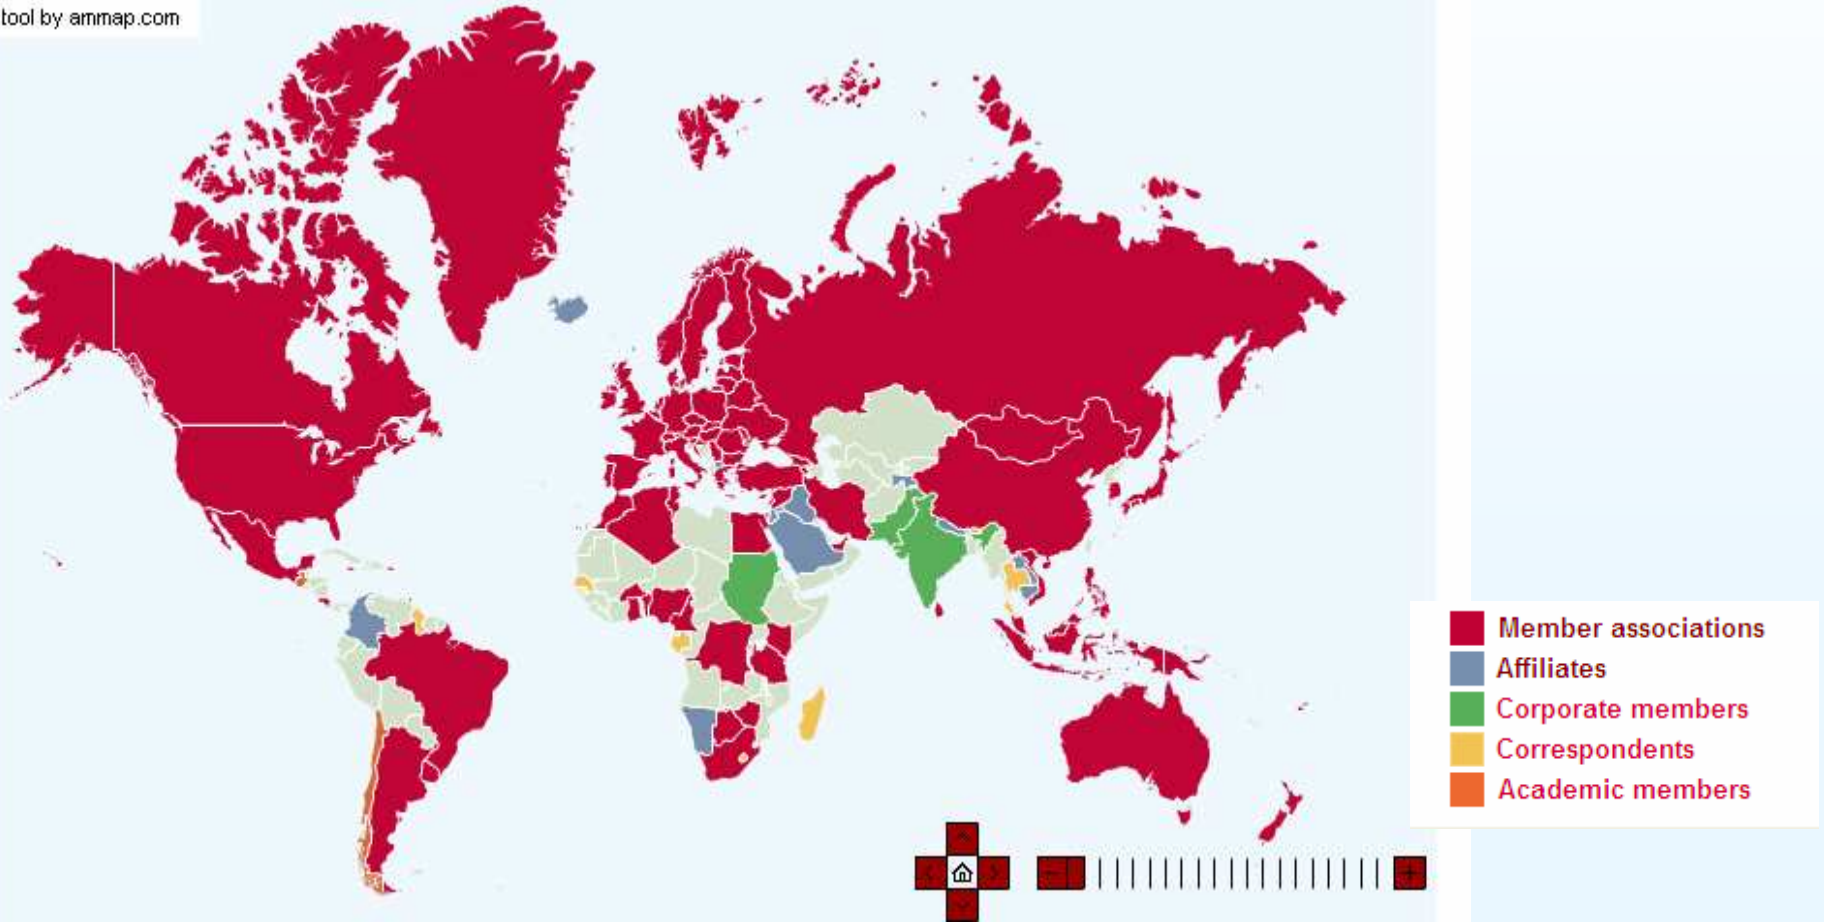 tool by ammap.com
Member associations
Affiliates
Corporate members
Correspondents
Academic members